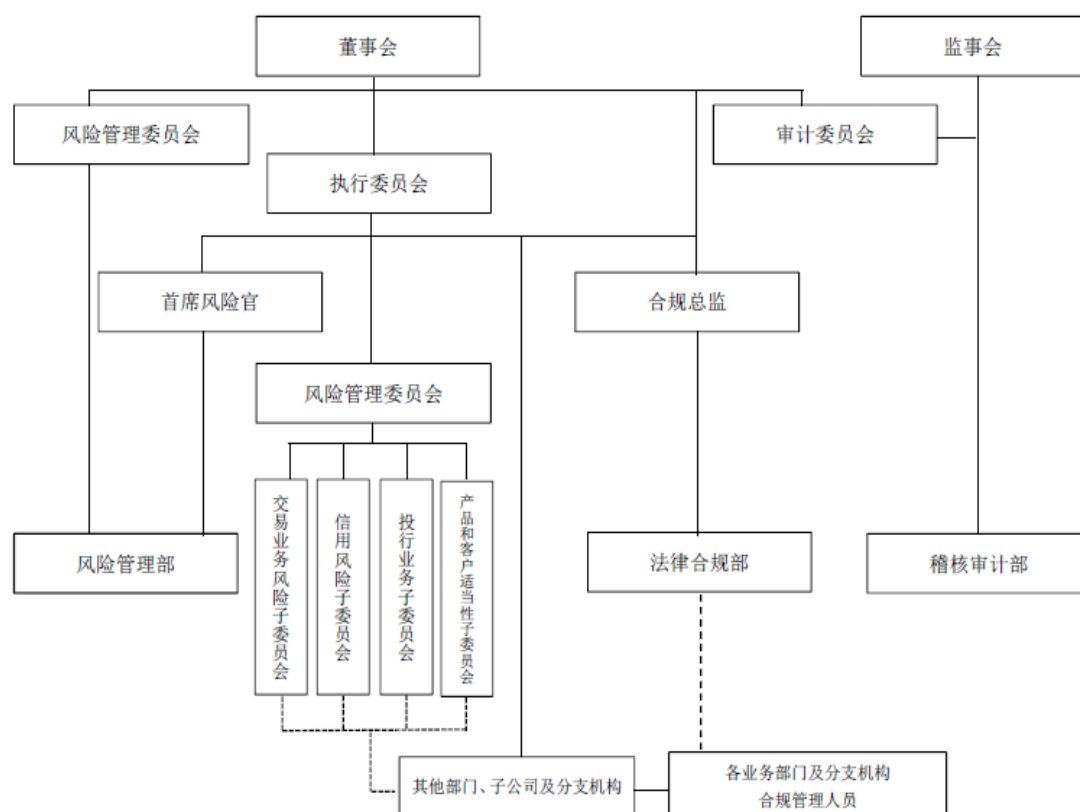 董事会
监事会
风险管理委员会
审计委员会
执行委员会
首席风险官
合规总监
风险管理委员会
交易业务风险子委员会
信用风险子委员会
投行业务子委员会
产品和客户适当性子委员会
风险管理部
法律合规部
稽核审计部
其他部门、子公司及分支机构
各业务部门及分支机构
合规管理人员